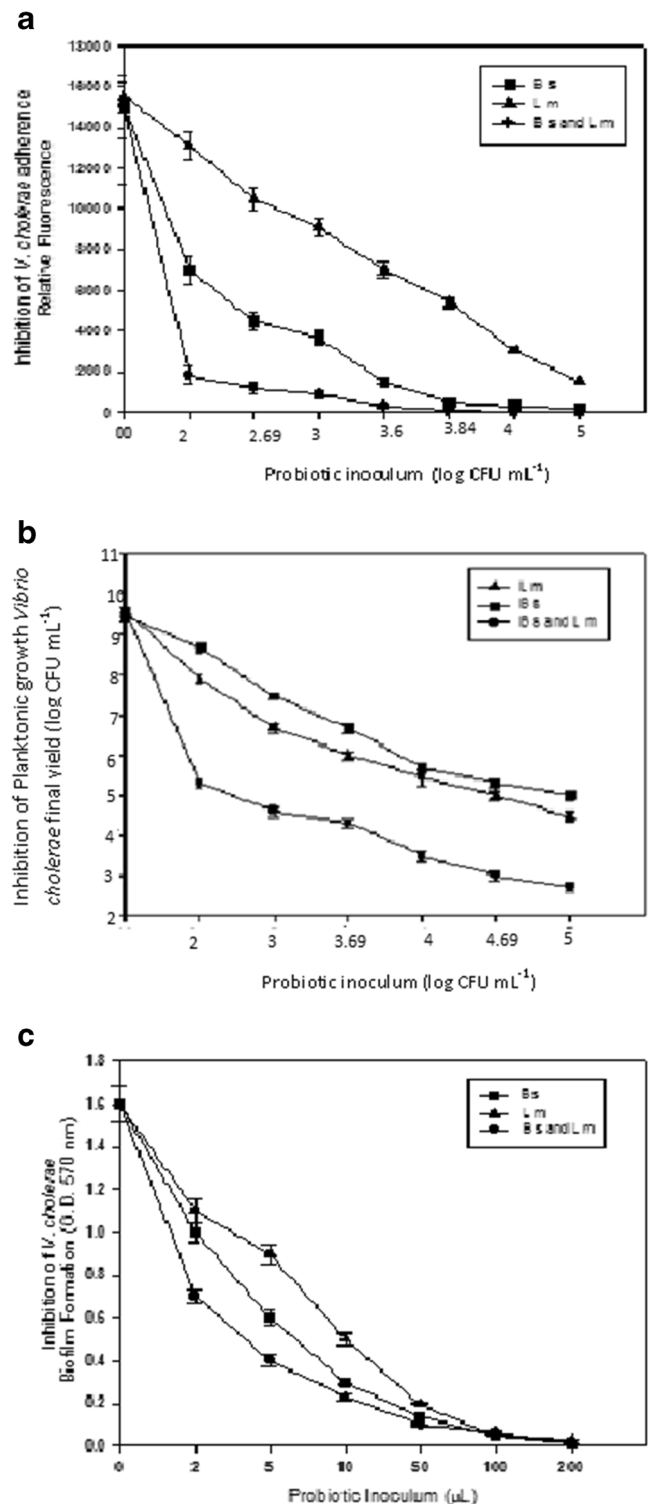 a
18000
16000
14000
12000
10000
8000
6000
4000
2000
0
Inhibition of V. cholerae adherence
Relative Fluorescence
Bs
Lm
Bs and Lm
00 2 2.69 3 3.6 3.84 4 5
Probiotic inoculum (log CFU mL⁻¹)
b
11
10
9
8
7
6
5
4
3
2
Inhibition of Planktonic growth Vibrio
cholerae final yield (log CFU mL⁻¹)
Lm
Bs
Bs and Lm
2 3 3.69 4 4.69 5
Probiotic inoculum (log CFU mL⁻¹)
c
1.8
1.6
1.4
1.2
1.0
0.8
0.6
0.4
0.2
0.0
Inhibition of V. cholerae
Biofilm Formation (O.D. 570 nm)
Bs
Lm
Bs and Lm
0 2 5 10 50 100 200
Probiotic Inoculum (µL)